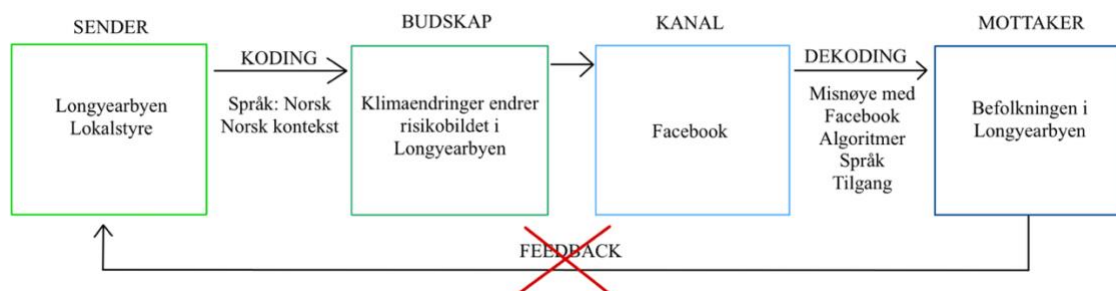 SENDER
KODING
Språk: Norsk
Norsk kontekst
BUDSKAP
KANAL
DEKODING
Misnøye med
Facebook
Algoritmer
Språk
Tilgang
MOTTAKER
Longyearbyen
Lokalstyre
Klimaendringer endrer
risikobildet i
Longyearbyen
Facebook
Befolkningen i
Longyearbyen
FEEDBACK